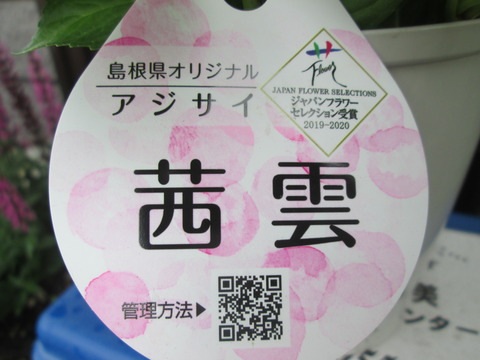 島根県オリジナル
アジサイ
Flower
JAPAN FLOWER SELECTIONS
ジャパンフラワー
セレクション受賞
2019-2020
茜雲
管理方法▶
美
ンター